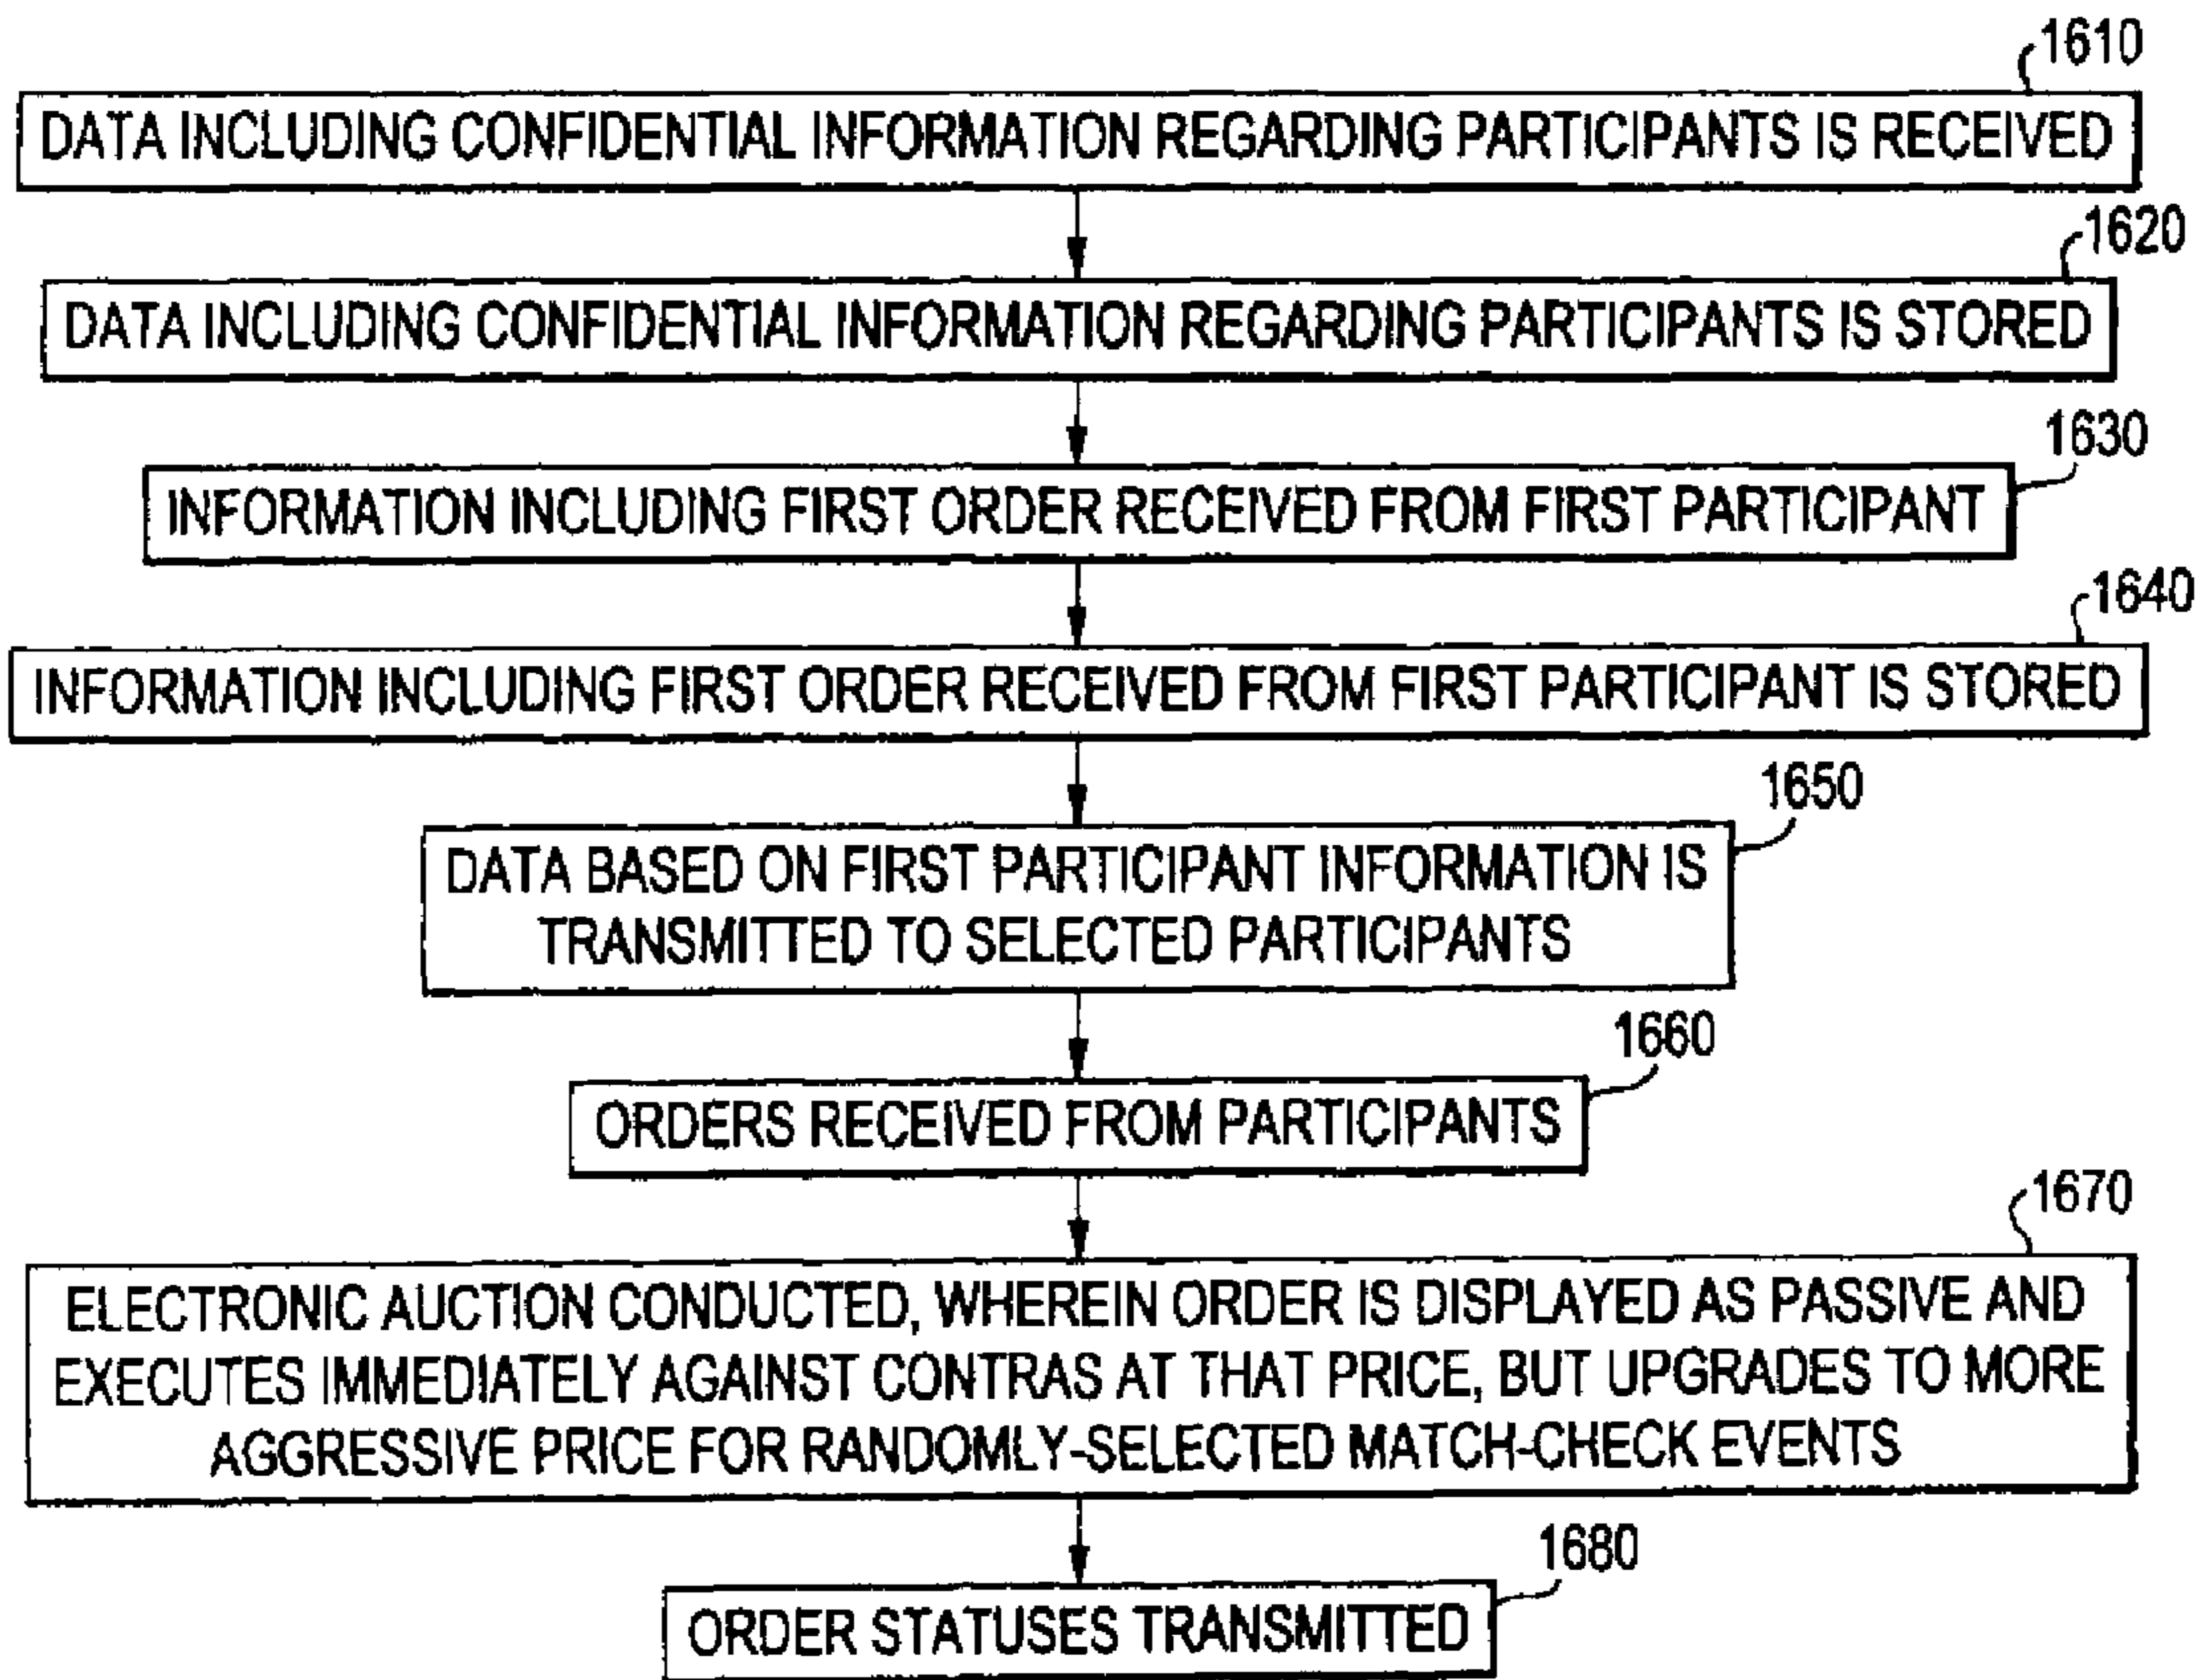 1610
DATA INCLUDING CONFIDENTIAL INFORMATION REGARDING PARTICIPANTS IS RECEIVED
1620
DATA INCLUDING CONFIDENTIAL INFORMATION REGARDING PARTICIPANTS IS STORED
1630
INFORMATION INCLUDING FIRST ORDER RECEIVED FROM FIRST PARTICIPANT
1640
INFORMATION INCLUDING FIRST ORDER RECEIVED FROM FIRST PARTICIPANT IS STORED
1650
DATA BASED ON FIRST PARTICIPANT INFORMATION IS
TRANSMITTED TO SELECTED PARTICIPANTS
1660
ORDERS RECEIVED FROM PARTICIPANTS
1670
ELECTRONIC AUCTION CONDUCTED, WHEREIN ORDER IS DISPLAYED AS PASSIVE AND
EXECUTES IMMEDIATELY AGAINST CONTRAS AT THAT PRICE, BUT UPGRADES TO MORE
AGGRESSIVE PRICE FOR RANDOMLY-SELECTED MATCH-CHECK EVENTS
1680
ORDER STATUSES TRANSMITTED